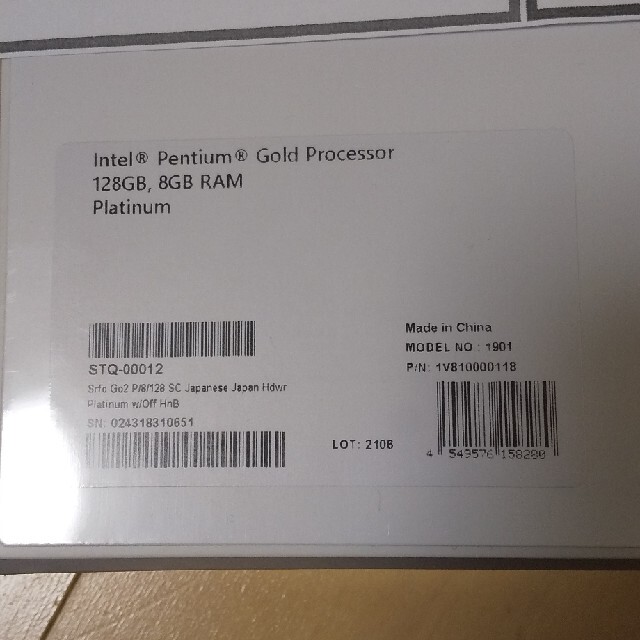 Intel® Pentium® Gold Processor
128GB, 8GB RAM
Platinum
STQ-00012
Srfc Go2 P/8/128 SC Japanese Japan Hdwr
Platinum w/Off HnB
SN: 024318310651
LOT: 210B
Made in China
MODEL NO.: 1901
P/N: 1V810000118
4 549576 158280